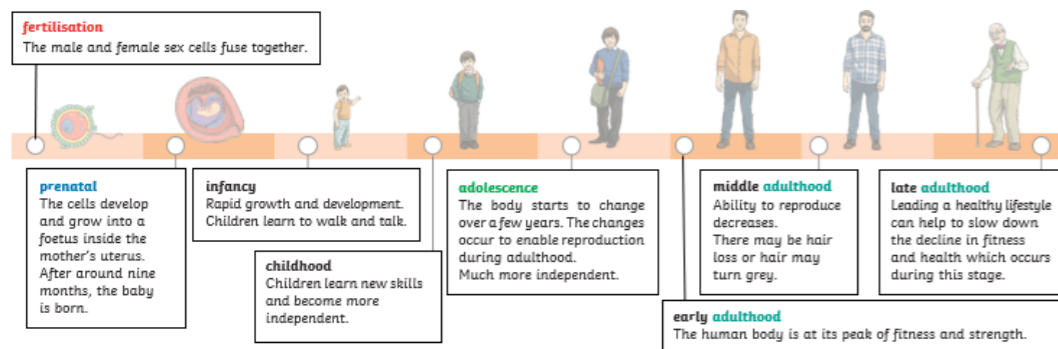 fertilisation
The male and female sex cells fuse together.
prenatal
The cells develop
and grow into a
foetus inside the
mother's uterus.
After around nine
months, the baby
is born.
infancy
Rapid growth and development.
Children learn to walk and talk.
childhood
Children learn new skills
and become more
independent.
adolescence
The body starts to change
over a few years. The changes
occur to enable reproduction
during adulthood.
Much more independent.
early adulthood
The human body is at its peak of fitness and strength.
middle adulthood
Ability to reproduce
decreases.
There may be hair
loss or hair may
turn grey.
late adulthood
Leading a healthy lifestyle
can help to slow down
the decline in fitness
and health which occurs
during this stage.